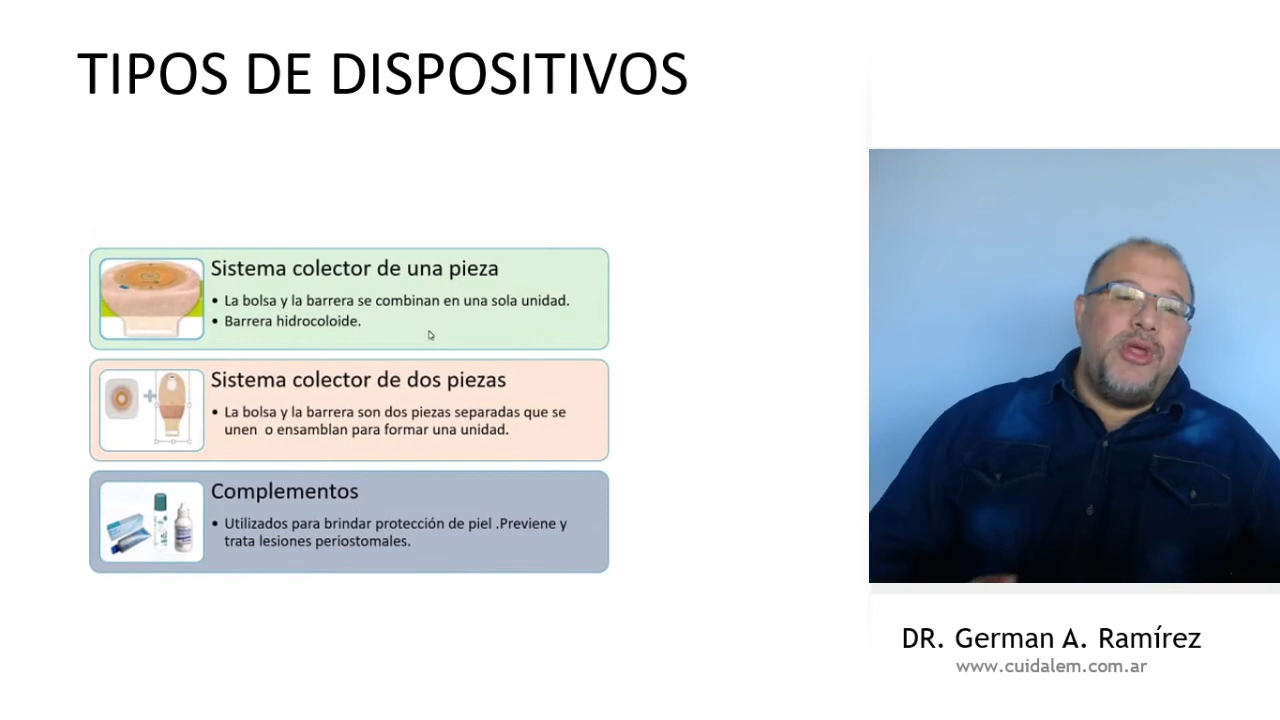 TIPOS DE DISPOSITIVOS
Sistema colector de una pieza
• La bolsa y la barrera se combinan en una sola unidad.
• Barrera hidrocoloide.
Sistema colector de dos piezas
• La bolsa y la barrera son dos piezas separadas que se
unen o ensamblan para formar una unidad.
Complementos
• Utilizados para brindar protección de piel .Previene y
trata lesiones periostomales.
DR. German A. Ramírez
www.cuidalem.com.ar